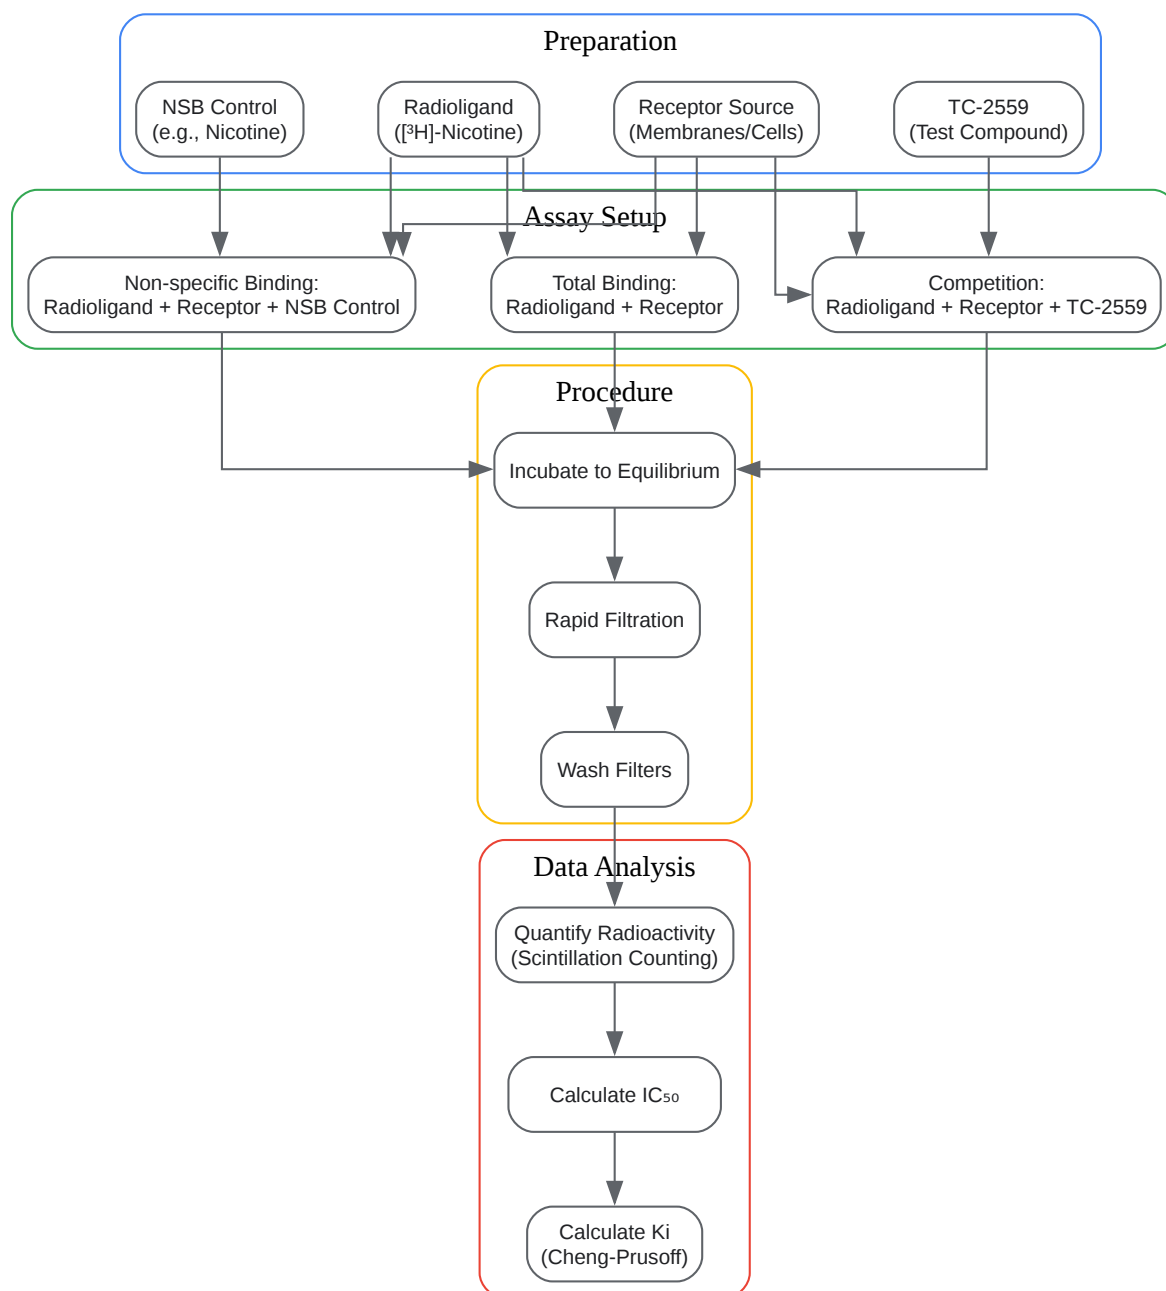 Preparation
NSB Control
(e.g., Nicotine)
Radioligand
([³H]-Nicotine)
Receptor Source
(Membranes/Cells)
TC-2559
(Test Compound)
Assay Setup
Non-specific Binding:
Radioligand + Receptor + NSB Control
Total Binding:
Radioligand + Receptor
Competition:
Radioligand + Receptor + TC-2559
Procedure
Incubate to Equilibrium
Rapid Filtration
Wash Filters
Data Analysis
Quantify Radioactivity
(Scintillation Counting)
Calculate IC₅₀
Calculate Ki
(Cheng-Prusoff)